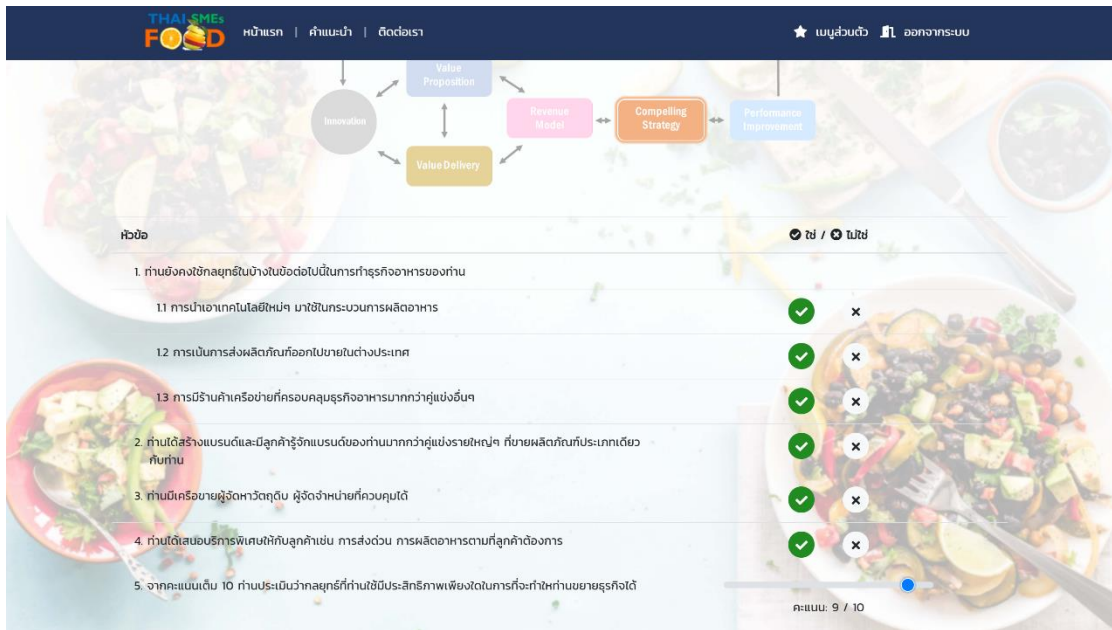 THAI SMEs
FOOD
หน้าแรก | คำแนะนำ | ติดต่อเรา
เมนูส่วนตัว ออกจากระบบ
Value
Proposition
Innovation
Revenue
Model
Compelling
Strategy
Performance
Improvement
Value Delivery
หัวข้อ
ใช่ / ไม่ใช่
1. ท่านยังคงใช้กลยุทธ์ในบ้างในข้อต่อไปนี้ในการทำธุรกิจอาหารของท่าน
1.1 การนำเอาเทคโนโลยีใหม่ๆ มาใช้ในกระบวนการผลิตอาหาร
1.2 การเน้นการส่งผลิตภัณฑ์ออกไปขายในต่างประเทศ
1.3 การมีร้านค้าเครือข่ายที่ครอบคลุมธุรกิจอาหารมากกว่าคู่แข่งอื่นๆ
2. ท่านได้สร้างแบรนด์และมีลูกค้ารู้จักแบรนด์ของท่านมากกว่าคู่แข่งรายใหญ่ๆ ที่ขายผลิตภัณฑ์ประเภทเดียว
กับท่าน
3. ท่านมีเครือขายผู้จัดหาวัตถุดิบ ผู้จัดจำหน่ายที่ควบคุมได้
4. ท่านได้เสนอบริการพิเศษให้กับลูกค้าเช่น การส่งด่วน การผลิตอาหารตามที่ลูกค้าต้องการ
5. จากคะแนนเต็ม 10 ท่านประเมินว่ากลยุทธ์ที่ท่านใช้มีประสิทธิภาพเพียงใดในการที่จะทำใหท่านขยายธุรกิจได้
คะแนน: 9 / 10